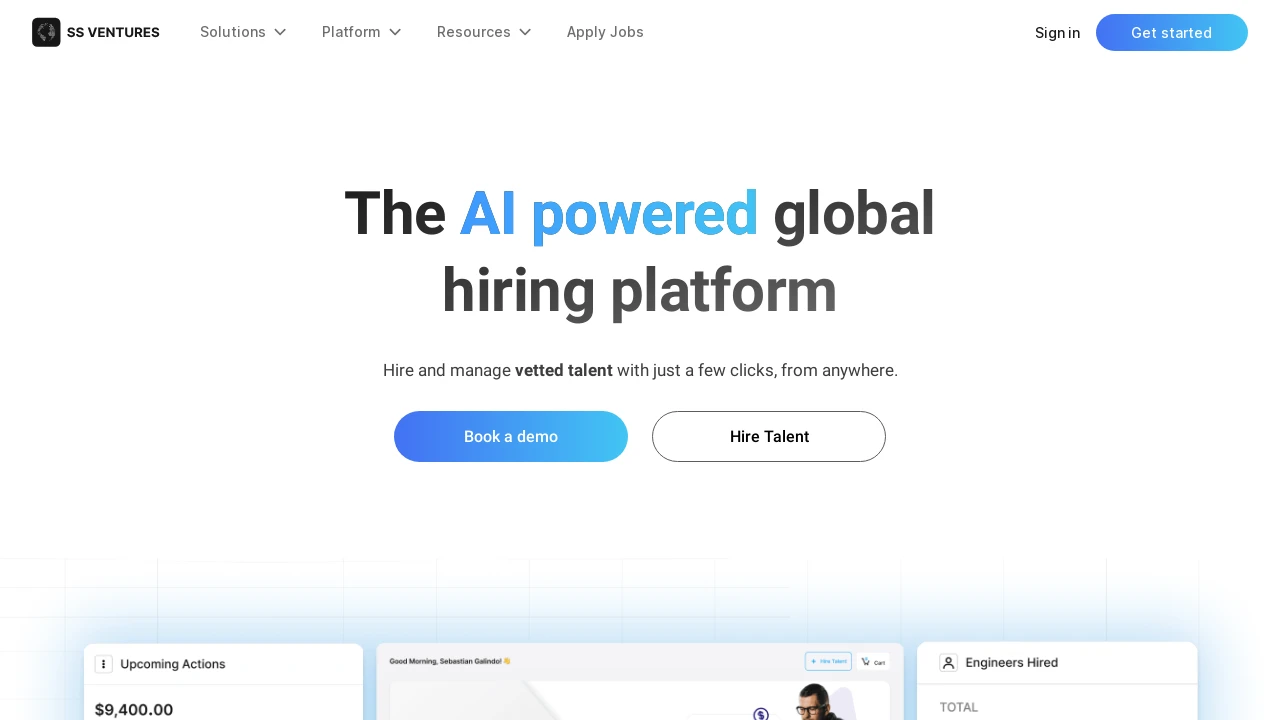 SS VENTURES
Solutions
Platform
Resources
Apply Jobs
Sign in
Get started
The AI powered global
hiring platform
Hire and manage vetted talent with just a few clicks, from anywhere.
Book a demo
Hire Talent
Upcoming Actions
$9,400.00
Good Morning, Sebastian Galindo! 👋
+ Hire Talent
Cart
Engineers Hired
TOTAL